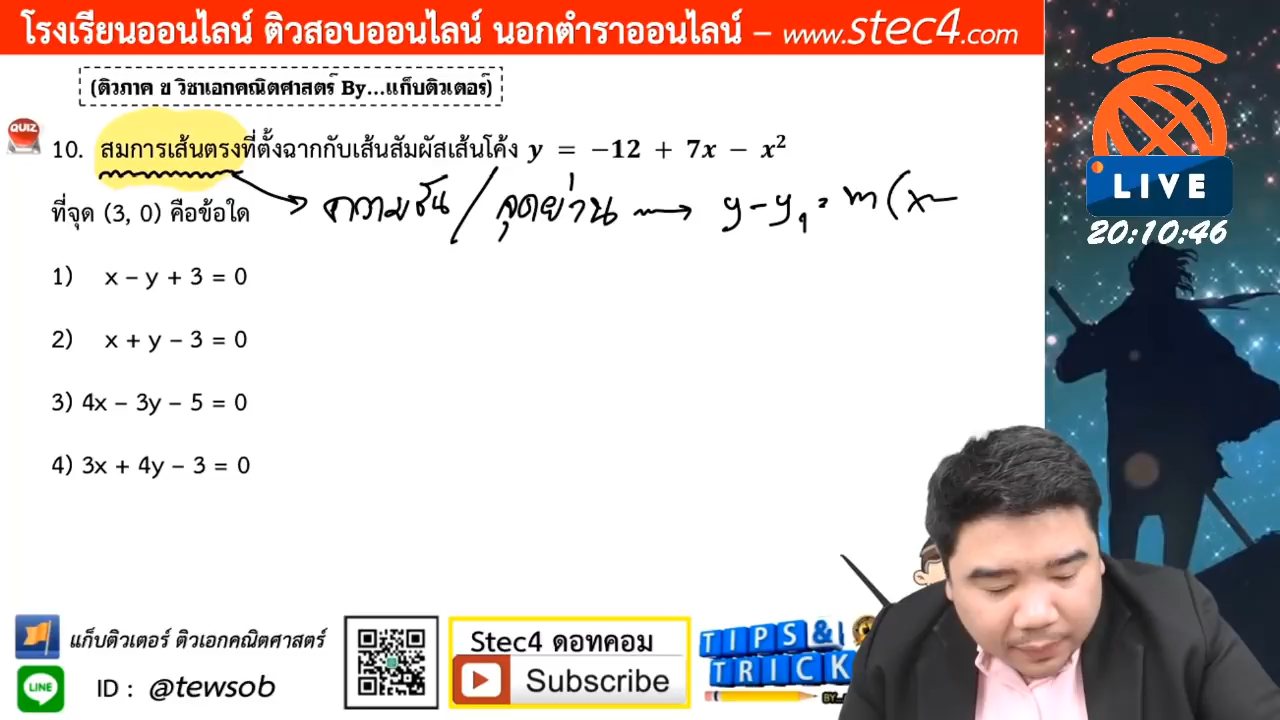 โรงเรียนออนไลน์ ติวสอบออนไลน์ นอกตำราออนไลน์ – www.stec4.com
(ติวภาค ข วิชาเอกคณิตศาสตร์ By...แก็บติวเตอร์)
QUIZ
10. สมการเส้นตรงที่ตั้งฉากกับเส้นสัมผัสเส้นโค้ง y = −12 + 7x − x²
ที่จุด (3, 0) คือข้อใด
ความชัน / จุดผ่าน → y − y₁ = m (x −
1) x − y + 3 = 0
2) x + y − 3 = 0
3) 4x − 3y − 5 = 0
4) 3x + 4y − 3 = 0
LIVE
20:10:46
แก็บติวเตอร์ ติวเอกคณิตศาสตร์
LINE
ID : @tewsob
Stec4 ดอทคอม
Subscribe
TIPS &
TRICK
BY...